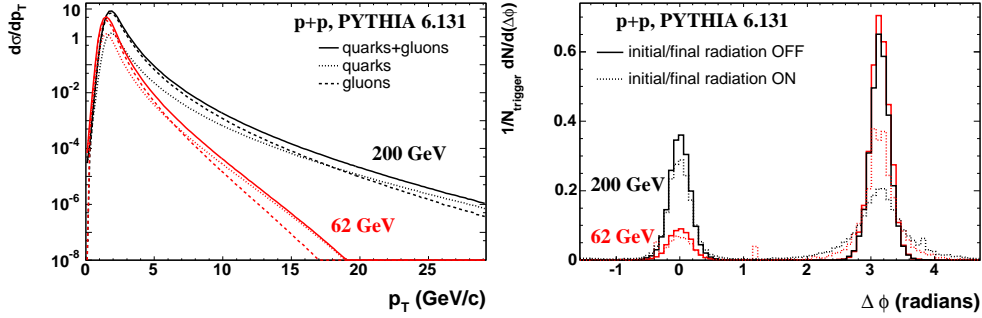 dσ/dpT
10
1
10-2
10-4
10-6
10-8
p+p, PYTHIA 6.131
quarks+gluons
quarks
gluons
200 GeV
62 GeV
0 5 10 15 20 25
pT (GeV/c)
1/Ntrigger dN/d(Δϕ)
0.6
0.4
0.2
0
p+p, PYTHIA 6.131
initial/final radiation OFF
initial/final radiation ON
200 GeV
62 GeV
-1 0 1 2 3 4
Δ ϕ (radians)